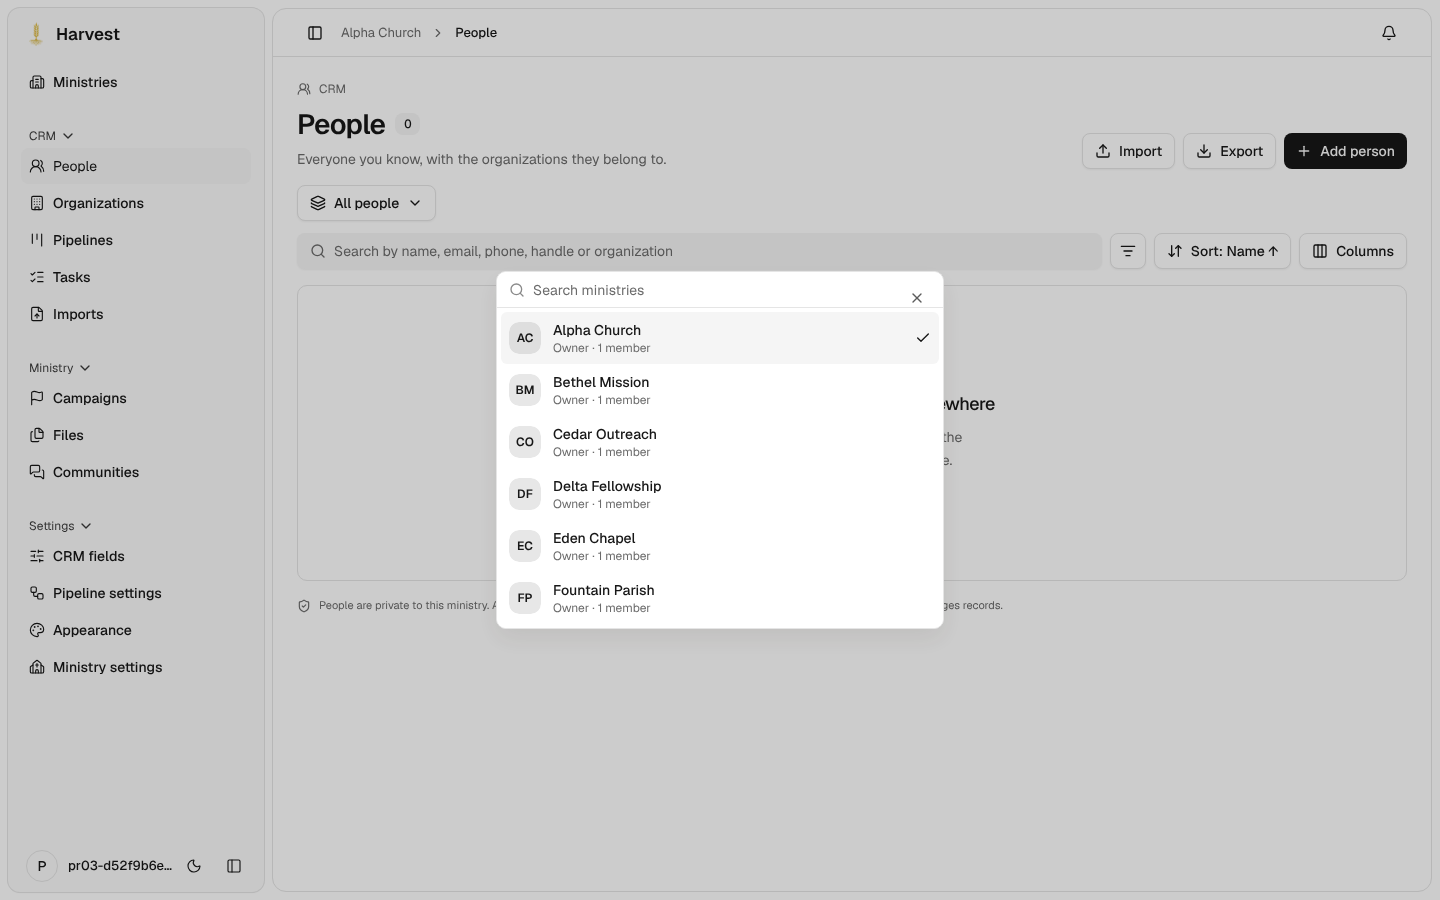 Harvest
Ministries
CRM
People
Organizations
Pipelines
Tasks
Imports
Ministry
Campaigns
Files
Communities
Settings
CRM fields
Pipeline settings
Appearance
Ministry settings
P pr03-d52f9b6e...
Alpha Church > People
CRM
People 0
Everyone you know, with the organizations they belong to.
Import Export + Add person
All people
Search by name, email, phone, handle or organization
Sort: Name ↑ Columns
Search ministries
AC Alpha Church
Owner · 1 member
BM Bethel Mission
Owner · 1 member
CO Cedar Outreach
Owner · 1 member
DF Delta Fellowship
Owner · 1 member
EC Eden Chapel
Owner · 1 member
FP Fountain Parish
Owner · 1 member
the
People are private to this ministry.
records.